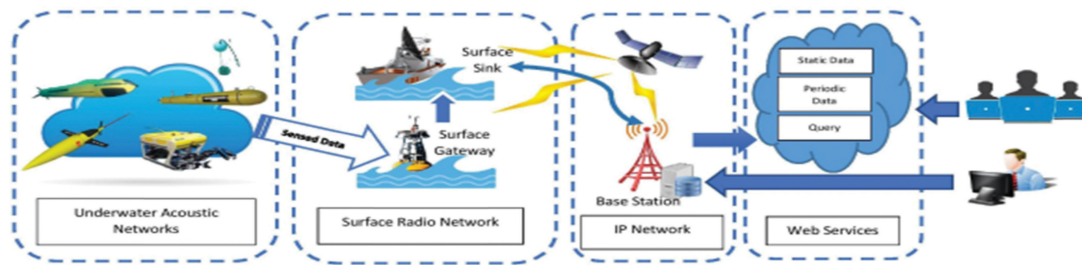 Underwater Acoustic
Networks
Sensed Data
Surface
Sink
Surface
Gateway
Surface Radio Network
Base Station
IP Network
Static Data
Periodic
Data
Query
Web Services